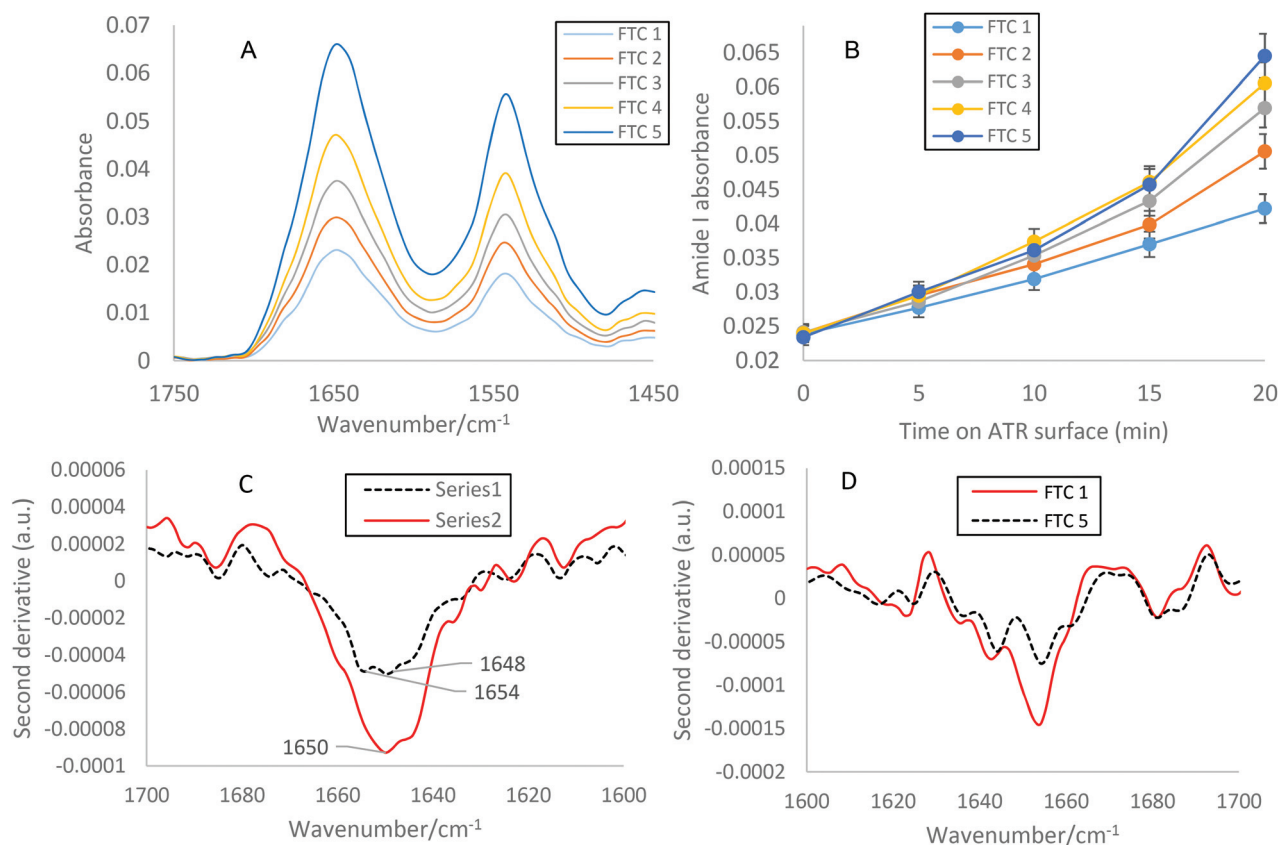 A
0.07
0.06
0.05
0.04
0.03
0.02
0.01
0
Absorbance
1750
1650
1550
1450
Wavenumber/cm⁻¹
FTC 1
FTC 2
FTC 3
FTC 4
FTC 5
B
0.065
0.06
0.055
0.05
0.045
0.04
0.035
0.03
0.025
0.02
Amide I absorbance
0
5
10
15
20
Time on ATR surface (min)
FTC 1
FTC 2
FTC 3
FTC 4
FTC 5
C
0.00006
0.00004
0.00002
0
-0.00002
-0.00004
-0.00006
-0.00008
-0.0001
Second derivative (a.u.)
Series1
Series2
1648
1654
1650
1700
1680
1660
1640
1620
1600
Wavenumber/cm⁻¹
D
0.00015
0.0001
0.00005
0
-0.00005
-0.0001
-0.00015
-0.0002
Second derivative (a.u.)
FTC 1
FTC 5
1600
1620
1640
1660
1680
1700
Wavenumber/cm⁻¹